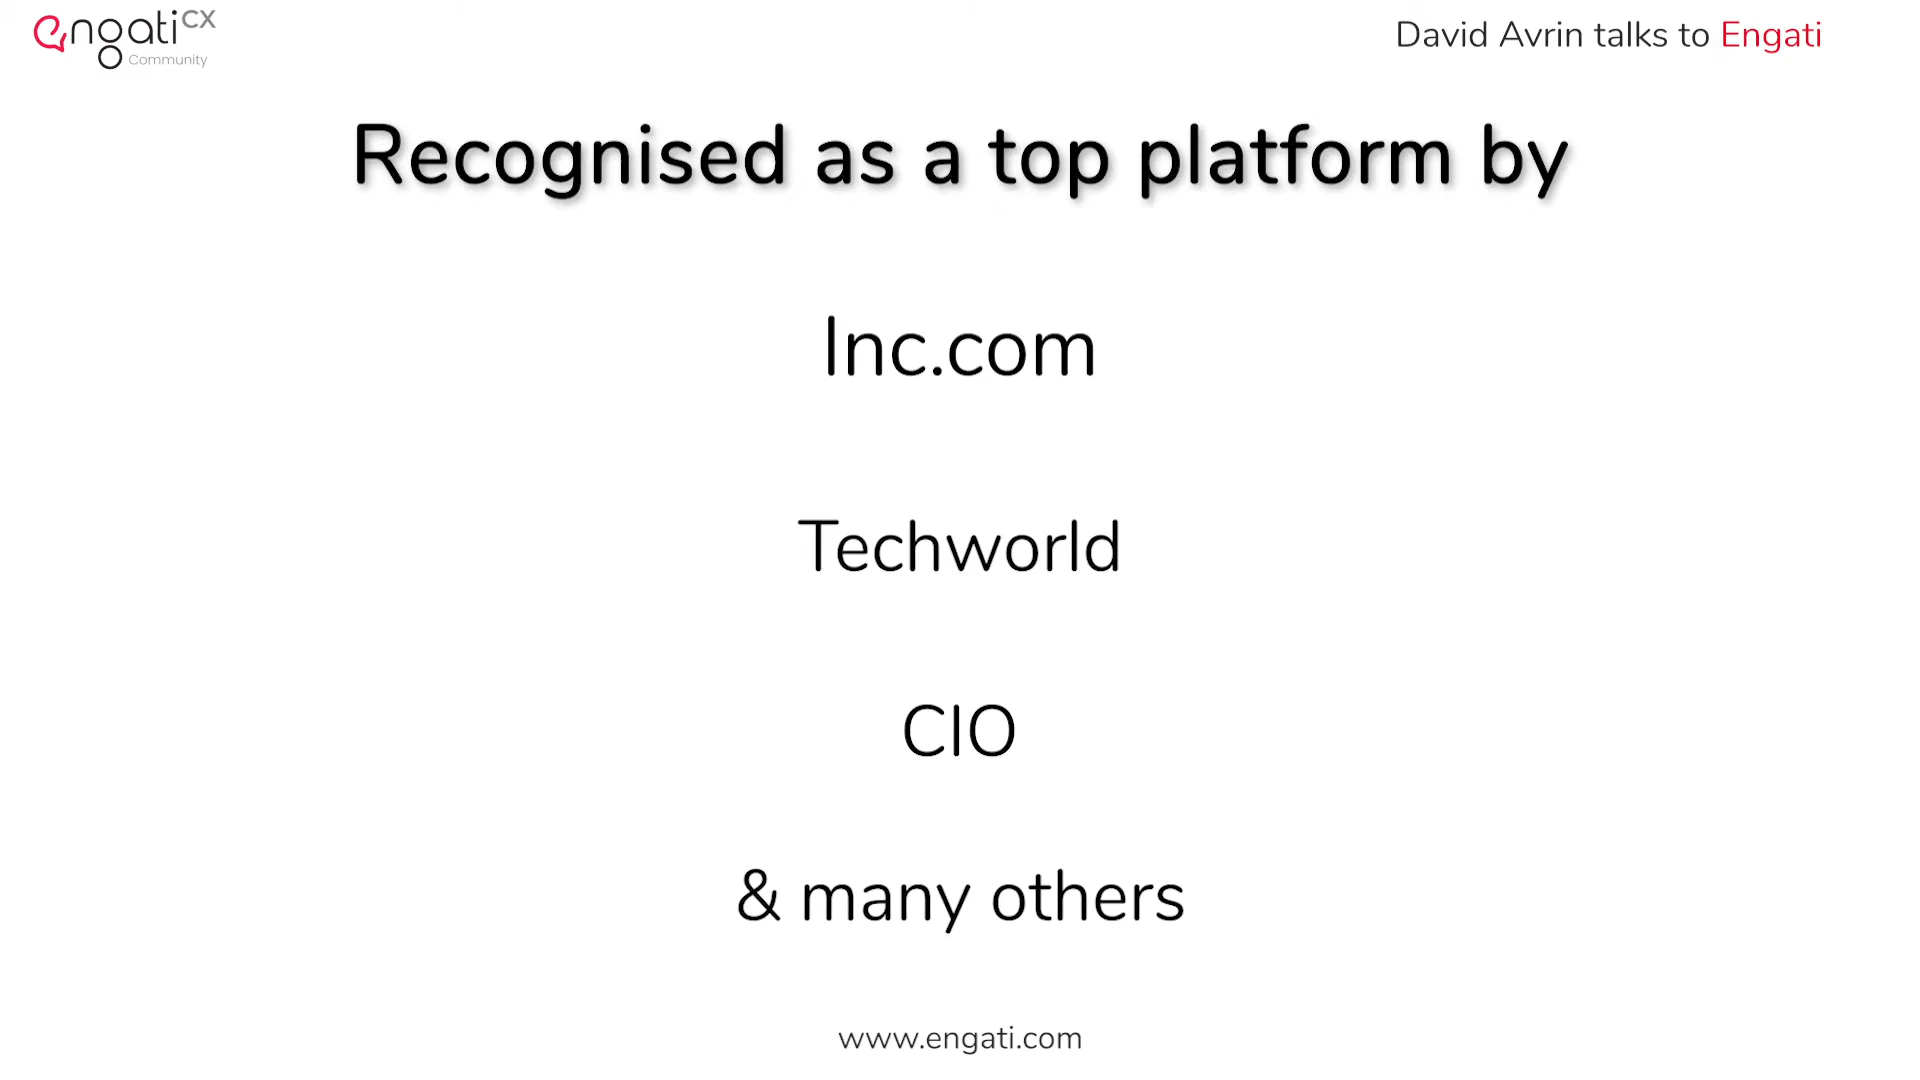 engati CX
Community
David Avrin talks to Engati
Recognised as a top platform by
Inc.com
Techworld
CIO
& many others
www.engati.com